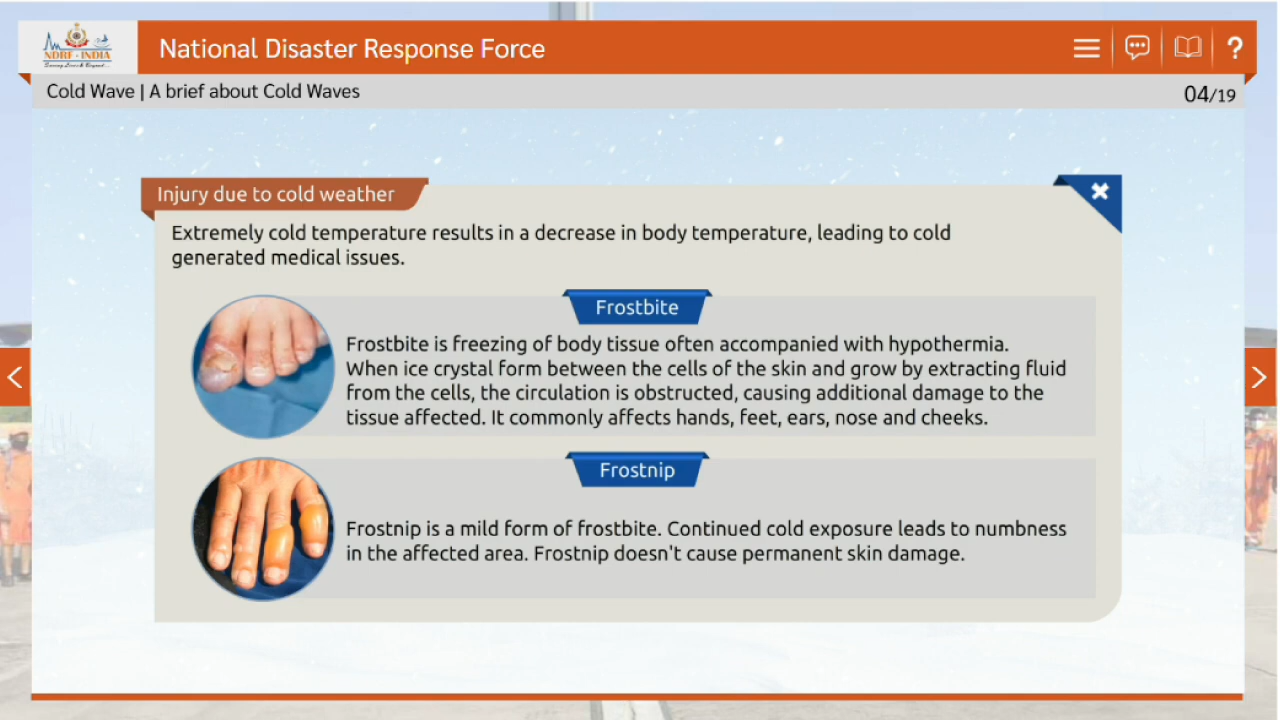 NDRF - INDIA
National Disaster Response Force
?
Cold Wave | A brief about Cold Waves
04/19
Injury due to cold weather
Extremely cold temperature results in a decrease in body temperature, leading to cold
generated medical issues.
Frostbite
Frostbite is freezing of body tissue often accompanied with hypothermia.
When ice crystal form between the cells of the skin and grow by extracting fluid
from the cells, the circulation is obstructed, causing additional damage to the
tissue affected. It commonly affects hands, feet, ears, nose and cheeks.
Frostnip
Frostnip is a mild form of frostbite. Continued cold exposure leads to numbness
in the affected area. Frostnip doesn't cause permanent skin damage.